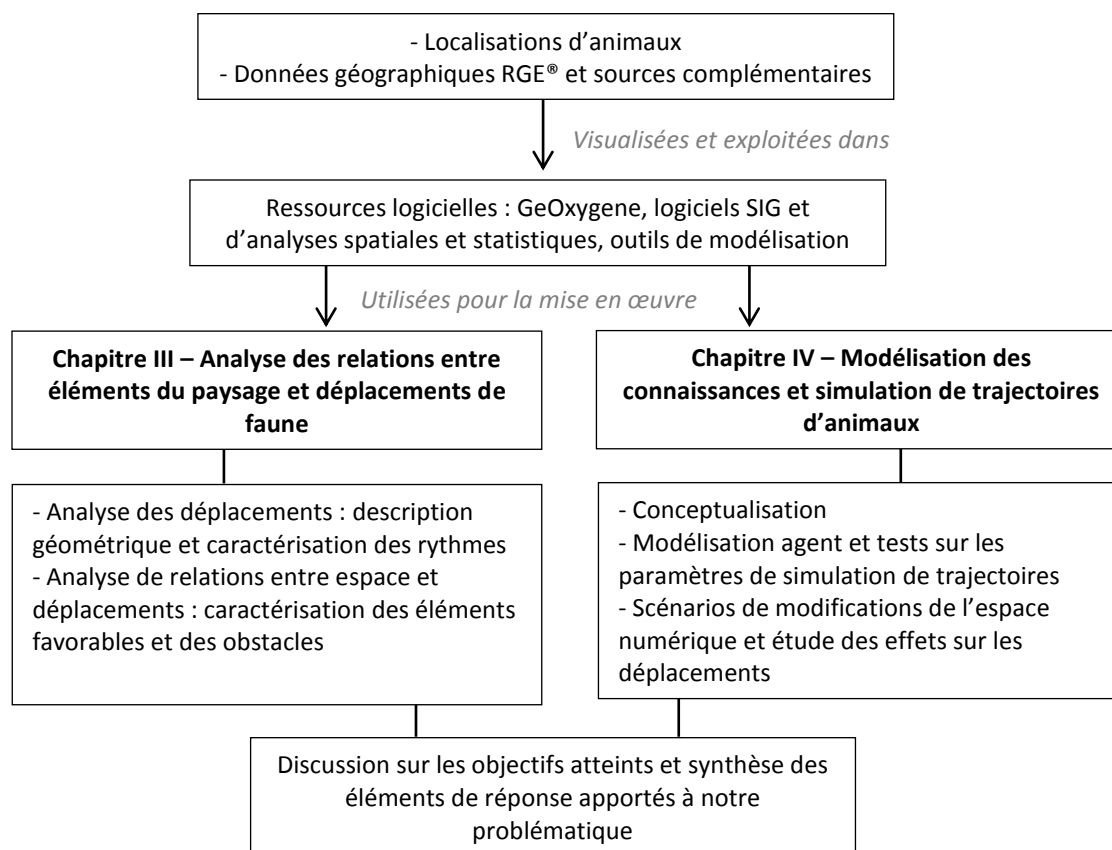 - Localisations d’animaux
- Données géographiques RGE® et sources complémentaires
Visualisées et exploitées dans
Ressources logicielles : GeOxygene, logiciels SIG et
d’analyses spatiales et statistiques, outils de modélisation
Utilisées pour la mise en œuvre
Chapitre III – Analyse des relations entre
éléments du paysage et déplacements de
faune
Chapitre IV – Modélisation des
connaissances et simulation de trajectoires
d’animaux
- Analyse des déplacements : description
géométrique et caractérisation des rythmes
- Analyse de relations entre espace et
déplacements : caractérisation des éléments
favorables et des obstacles
- Conceptualisation
- Modélisation agent et tests sur les
paramètres de simulation de trajectoires
- Scénarios de modifications de l’espace
numérique et étude des effets sur les
déplacements
Discussion sur les objectifs atteints et synthèse des
éléments de réponse apportés à notre
problématique